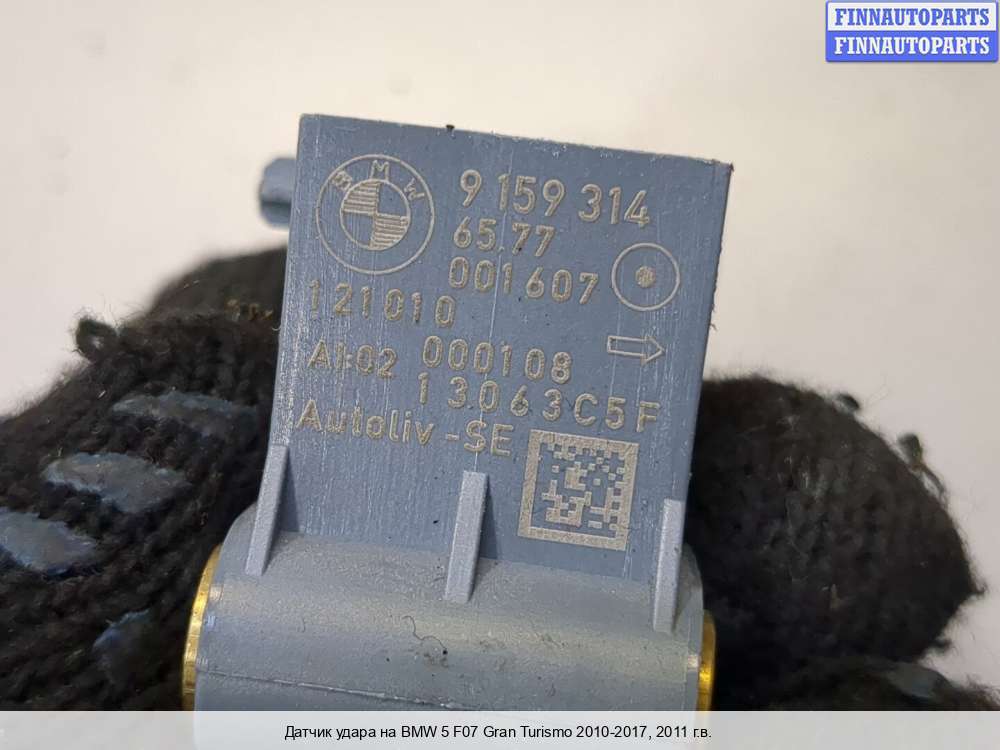 FINNAUTOPARTS
FINNAUTOPARTS
BMW
9 159 314
65.77
001607
121010
AI:02 000108
13063C5F
Autoliv-SE
Датчик удара на BMW 5 F07 Gran Turismo 2010-2017, 2011 г.в.